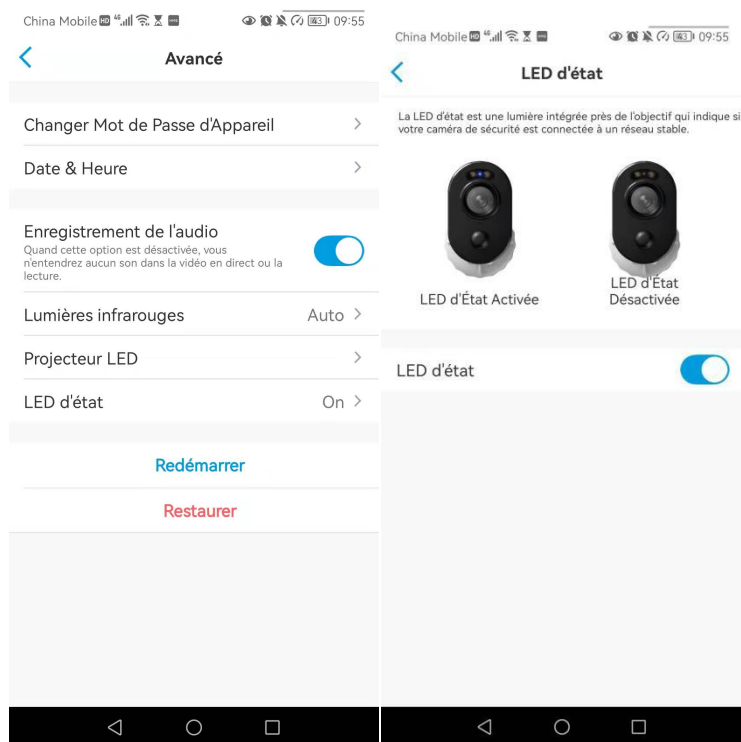 China Mobile HD 4G 09:55
Avancé
Changer Mot de Passe d'Appareil
Date & Heure
Enregistrement de l'audio
Quand cette option est désactivée, vous
n'entendrez aucun son dans la vidéo en direct ou la
lecture.
Lumières infrarouges Auto
Projecteur LED
LED d'état On
Redémarrer
Restaurer
China Mobile HD 4G 09:55
LED d'état
La LED d'état est une lumière intégrée près de l'objectif qui indique si
votre caméra de sécurité est connectée à un réseau stable.
LED d'État Activée
LED d'État
Désactivée
LED d'état